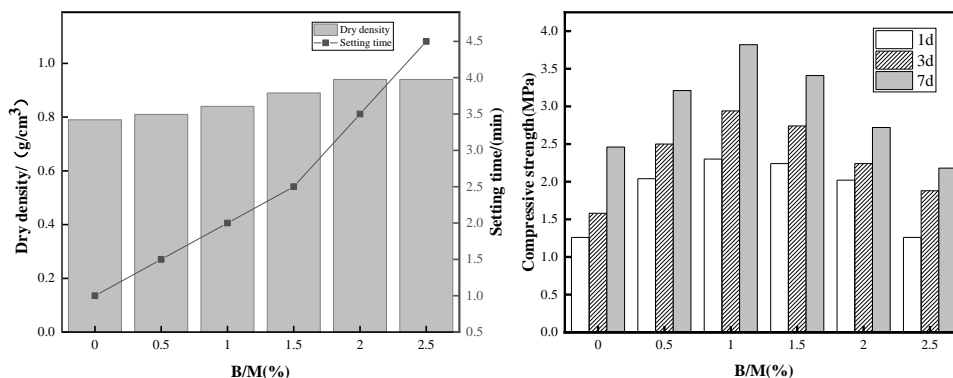 Dry density
Setting time
Dry density/ (g/cm³)
1.0
0.8
0.6
0.4
0.2
0.0
4.5
4.0
3.5
3.0
2.5
2.0
1.5
1.0
0.5
Setting time/(min)
0 0.5 1 1.5 2 2.5
B/M(%)
1d
3d
7d
Compressive strength(MPa)
4.0
3.5
3.0
2.5
2.0
1.5
1.0
0.5
0.0
0 0.5 1 1.5 2 2.5
B/M(%)